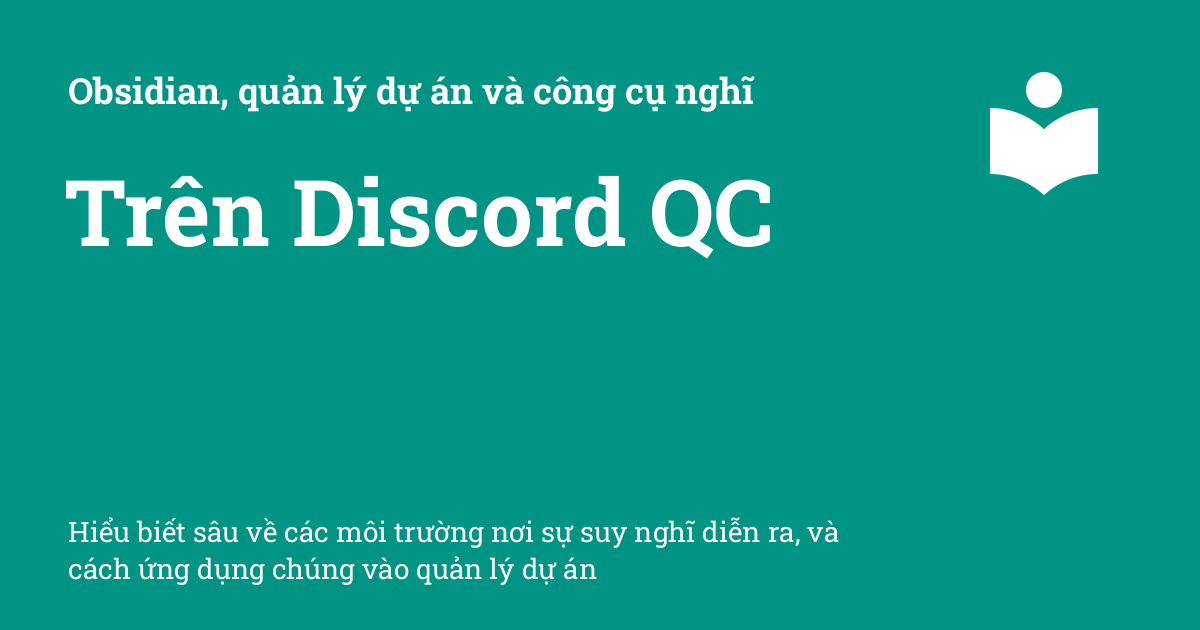 Obsidian, quản lý dự án và công cụ nghĩ
Trên Discord QC
Hiểu biết sâu về các môi trường nơi sự suy nghĩ diễn ra, và
cách ứng dụng chúng vào quản lý dự án